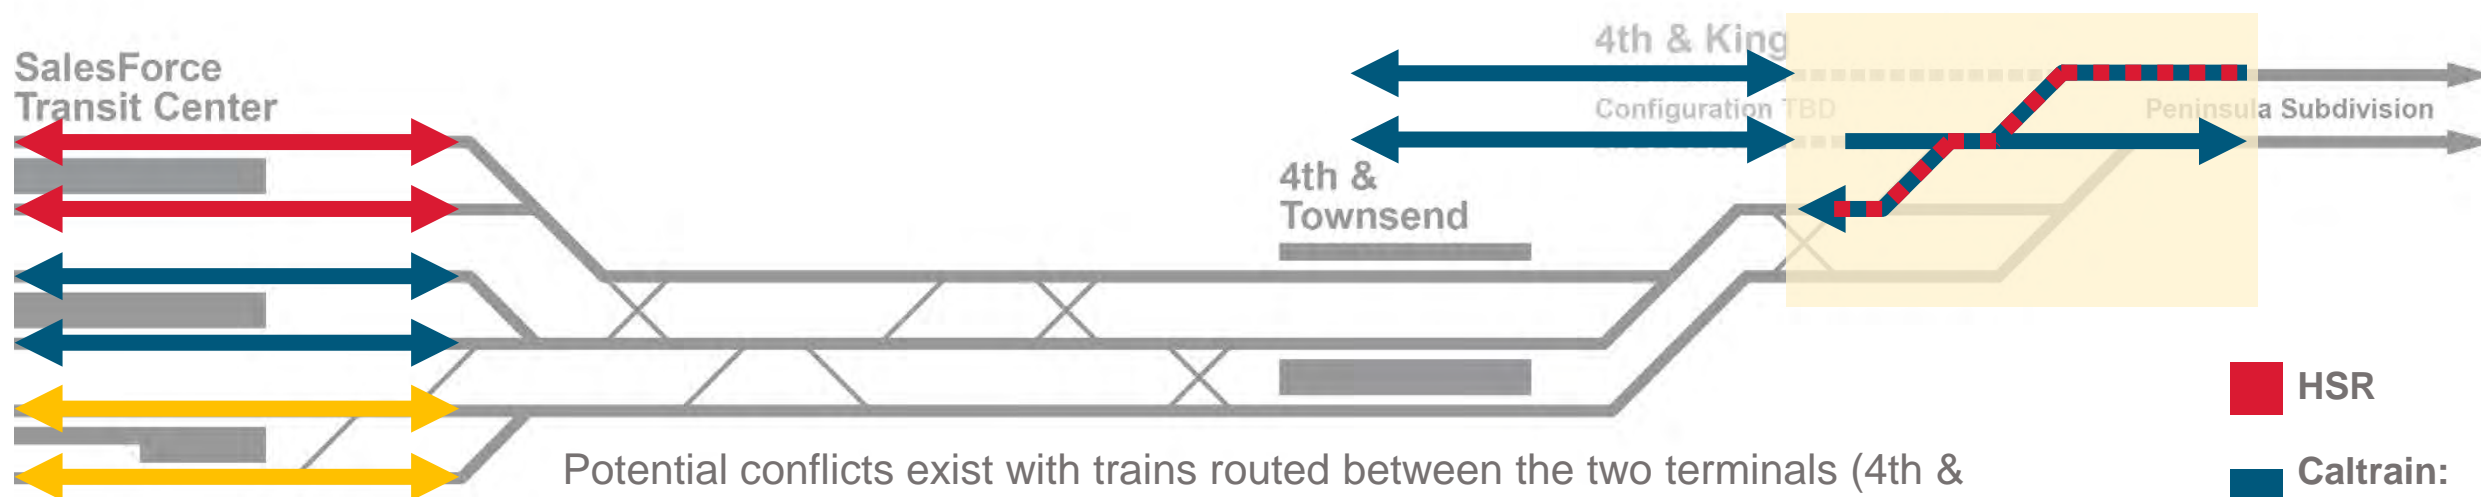 SalesForce
Transit Center
4th & King
Configuration TBD
Peninsula Subdivision
4th &
Townsend
HSR
Caltrain:
Potential conflicts exist with trains routed between the two terminals (4th &